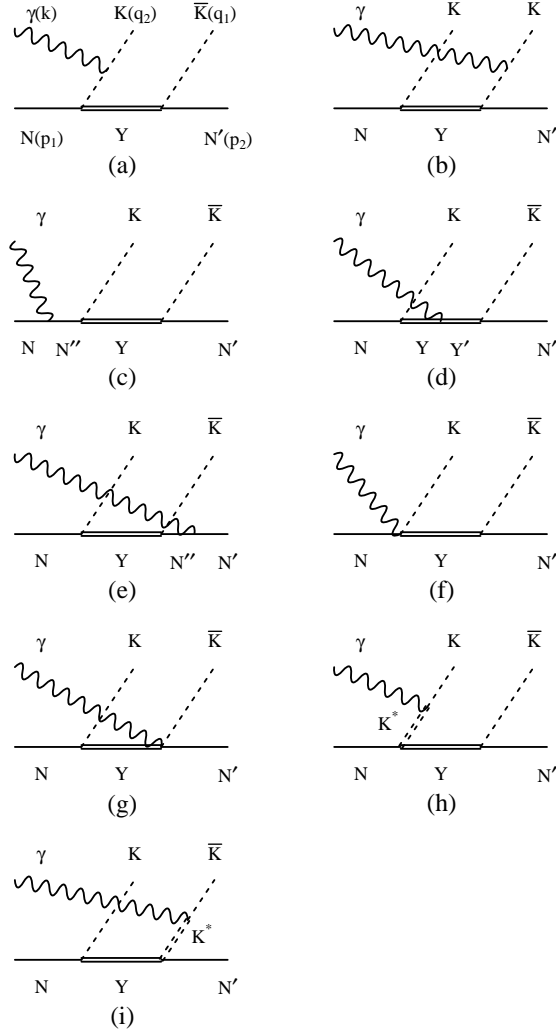 γ(k) K(q₂) K̅(q₁)
N(p₁) Y N′(p₂)
(a)
γ K K
N Y N′
(b)
γ K K̅
N N′′ Y N′
(c)
γ K K̅
N Y Y′ N′
(d)
γ K K̅
N Y N′′ N′
(e)
γ K K̅
N Y N′
(f)
γ K K̅
N Y N′
(g)
γ K K̅
K*
N Y N′
(h)
γ K K̅
K*
N Y N′
(i)